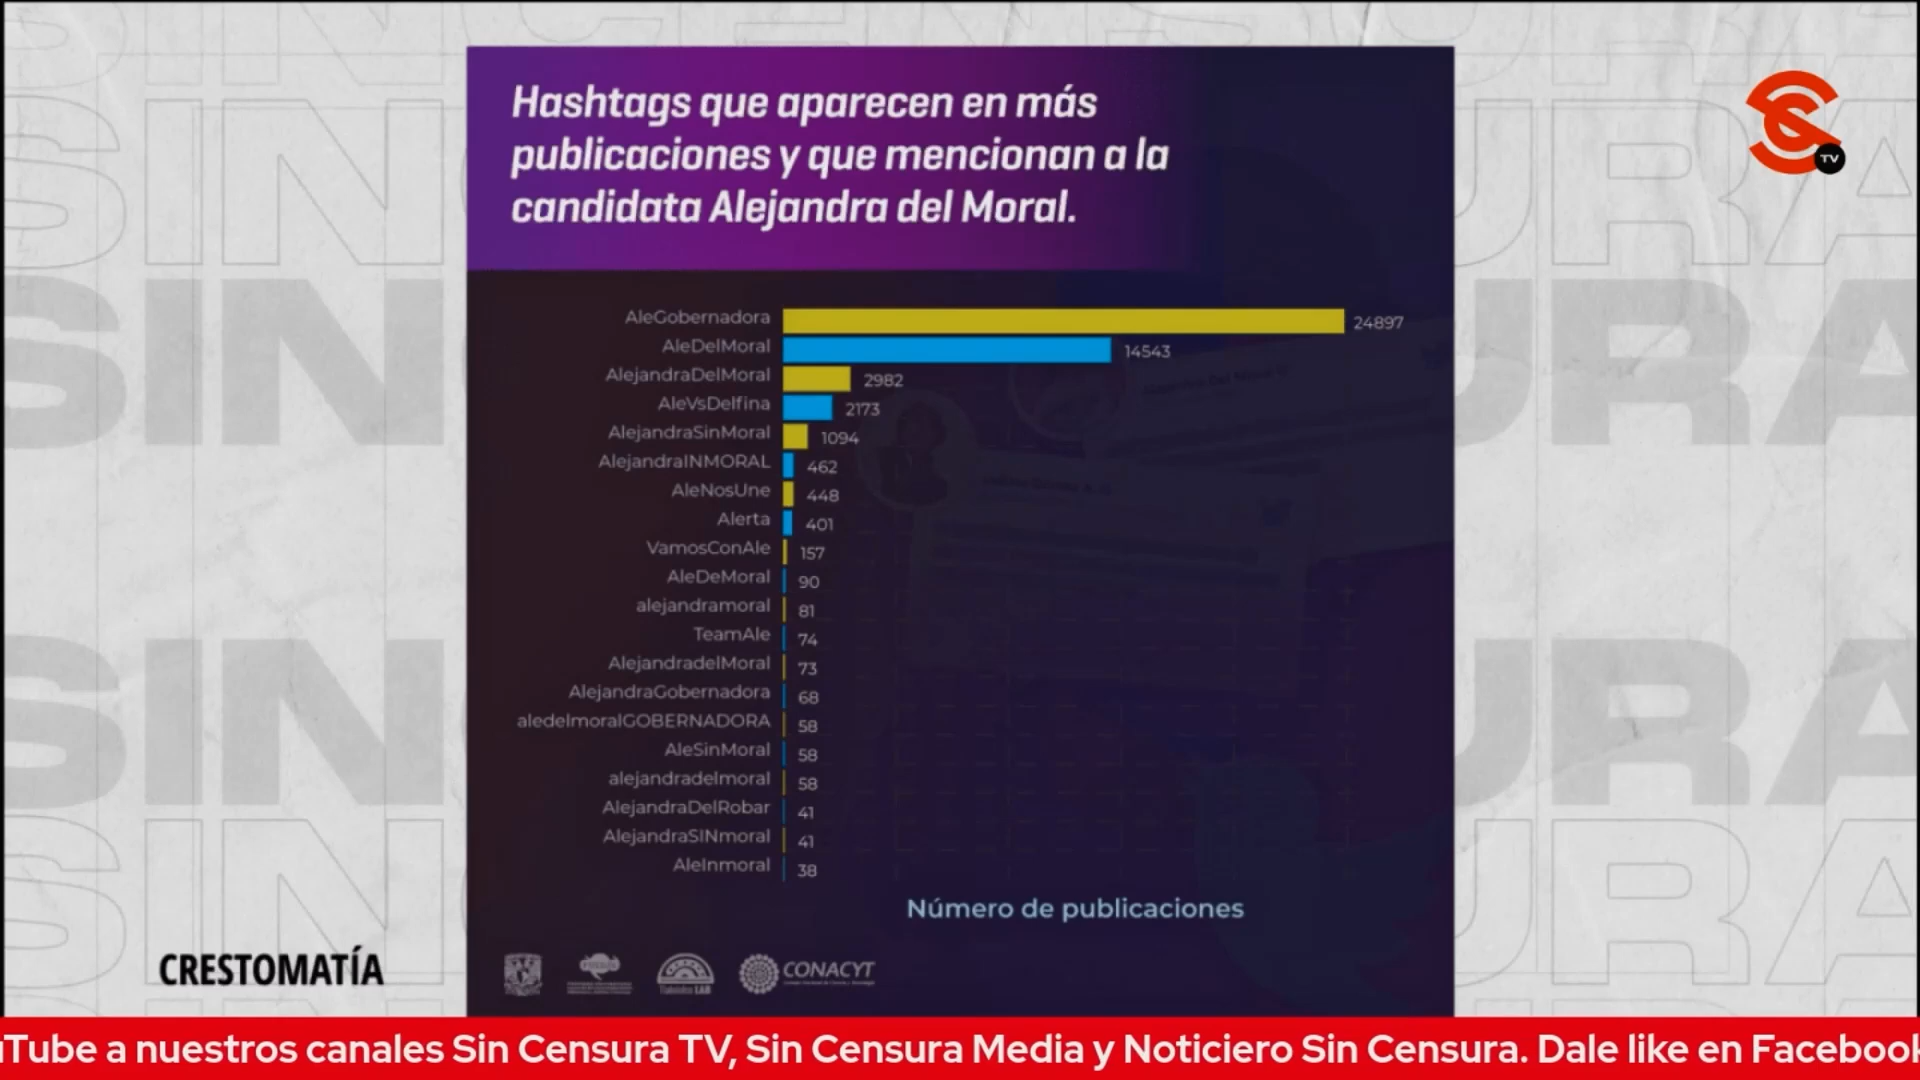 Hashtags que aparecen en más
publicaciones y que mencionan a la
candidata Alejandra del Moral.
TV
AleGobernadora 24897
AleDelMoral 14543
AlejandraDelMoral 2982
AleVsDelfina 2173
AlejandraSinMoral 1094
AlejandraINMORAL 462
AleNosUne 448
Alerta 401
VamosConAle 157
AleDeMoral 90
alejandramoral 81
TeamAle 74
AlejandradelMoral 73
AlejandraGobernadora 68
aledelmoralGOBERNADORA 58
AleSinMoral 58
alejandradelmoral 58
AlejandraDelRobar 41
AlejandraSINmoral 41
AleInmoral 38
Número de publicaciones
CONACYT
CRESTOMATÍA
uTube a nuestros canales Sin Censura TV, Sin Censura Media y Noticiero Sin Censura. Dale like en Facebook